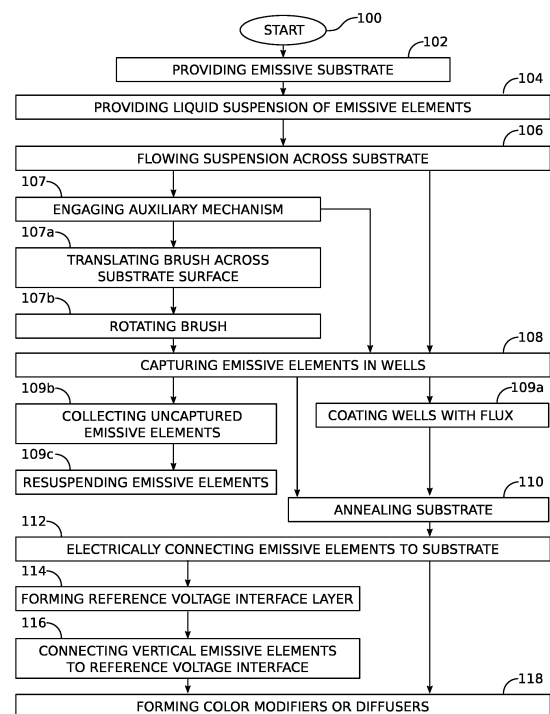 START
100
102
PROVIDING EMISSIVE SUBSTRATE
104
PROVIDING LIQUID SUSPENSION OF EMISSIVE ELEMENTS
106
FLOWING SUSPENSION ACROSS SUBSTRATE
107
ENGAGING AUXILIARY MECHANISM
107a
TRANSLATING BRUSH ACROSS
SUBSTRATE SURFACE
107b
ROTATING BRUSH
108
CAPTURING EMISSIVE ELEMENTS IN WELLS
109b
COLLECTING UNCAPTURED
EMISSIVE ELEMENTS
109a
COATING WELLS WITH FLUX
109c
RESUSPENDING EMISSIVE ELEMENTS
110
ANNEALING SUBSTRATE
112
ELECTRICALLY CONNECTING EMISSIVE ELEMENTS TO SUBSTRATE
114
FORMING REFERENCE VOLTAGE INTERFACE LAYER
116
CONNECTING VERTICAL EMISSIVE ELEMENTS
TO REFERENCE VOLTAGE INTERFACE
118
FORMING COLOR MODIFIERS OR DIFFUSERS